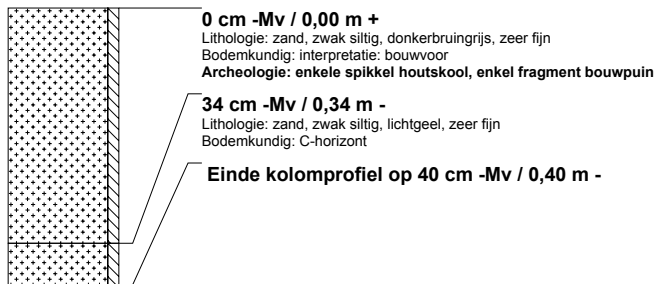 0 cm -Mv / 0,00 m +
Lithologie: zand, zwak siltig, donkerbruingrijs, zeer fijn
Bodemkundig: interpretatie: bouwvoor
Archeologie: enkele spikkel houtskool, enkel fragment bouwpuin
34 cm -Mv / 0,34 m -
Lithologie: zand, zwak siltig, lichtgeel, zeer fijn
Bodemkundig: C-horizont
Einde kolomprofiel op 40 cm -Mv / 0,40 m -